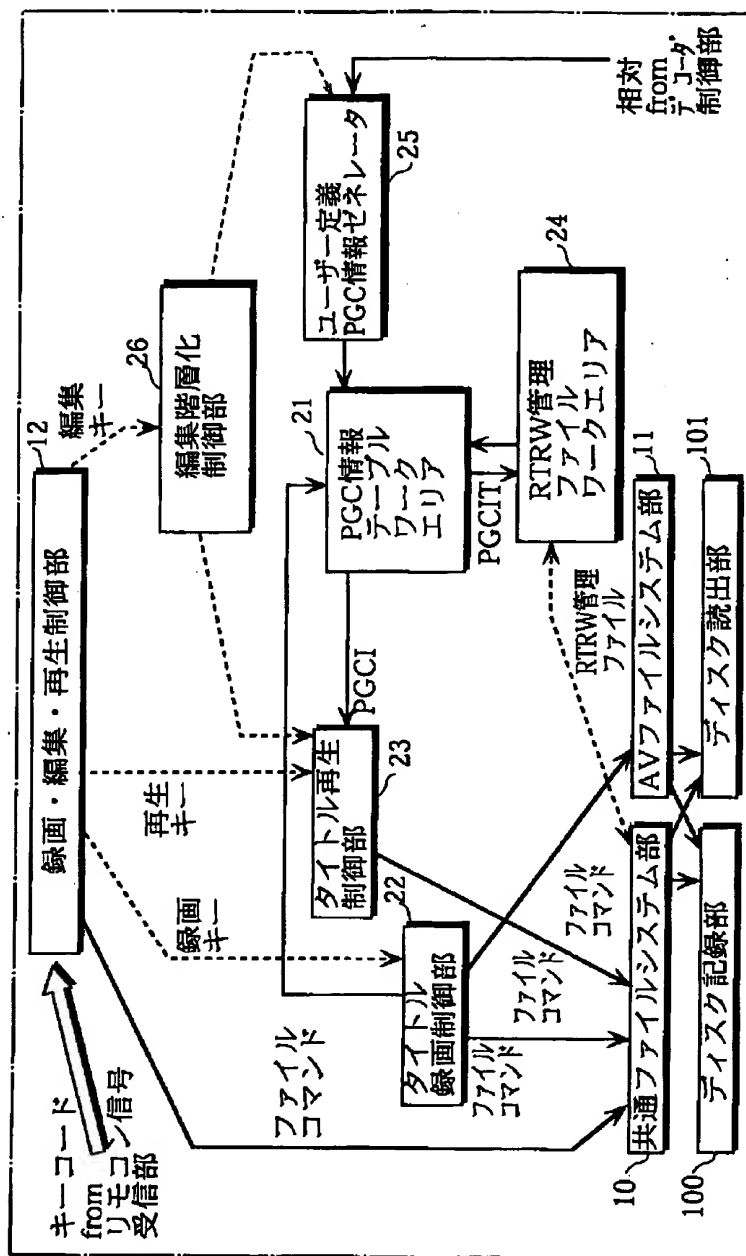 キーコード
from
リモコン信号
受信部
12
録画・編集・再生制御部
編集
キー
26
編集階層化
制御部
再生
キー
録画
キー
ファイル
コマンド
21
PGC情報
テーブル
ワーク
エリア
ユーザー定義
PGC情報ゼネレータ
25
相対
from
デコーダ
制御部
PGCI
タイトル再生
制御部
23
22
タイトル
録画制御部
PGCIT
RTRW管理
ファイル
ワークエリア
24
ファイル
コマンド
ファイル
コマンド
ファイル
コマンド
RTRW管理
ファイル
10
共通ファイルシステム部
AVファイルシステム部
11
100
ディスク記録部
ディスク読出部
101